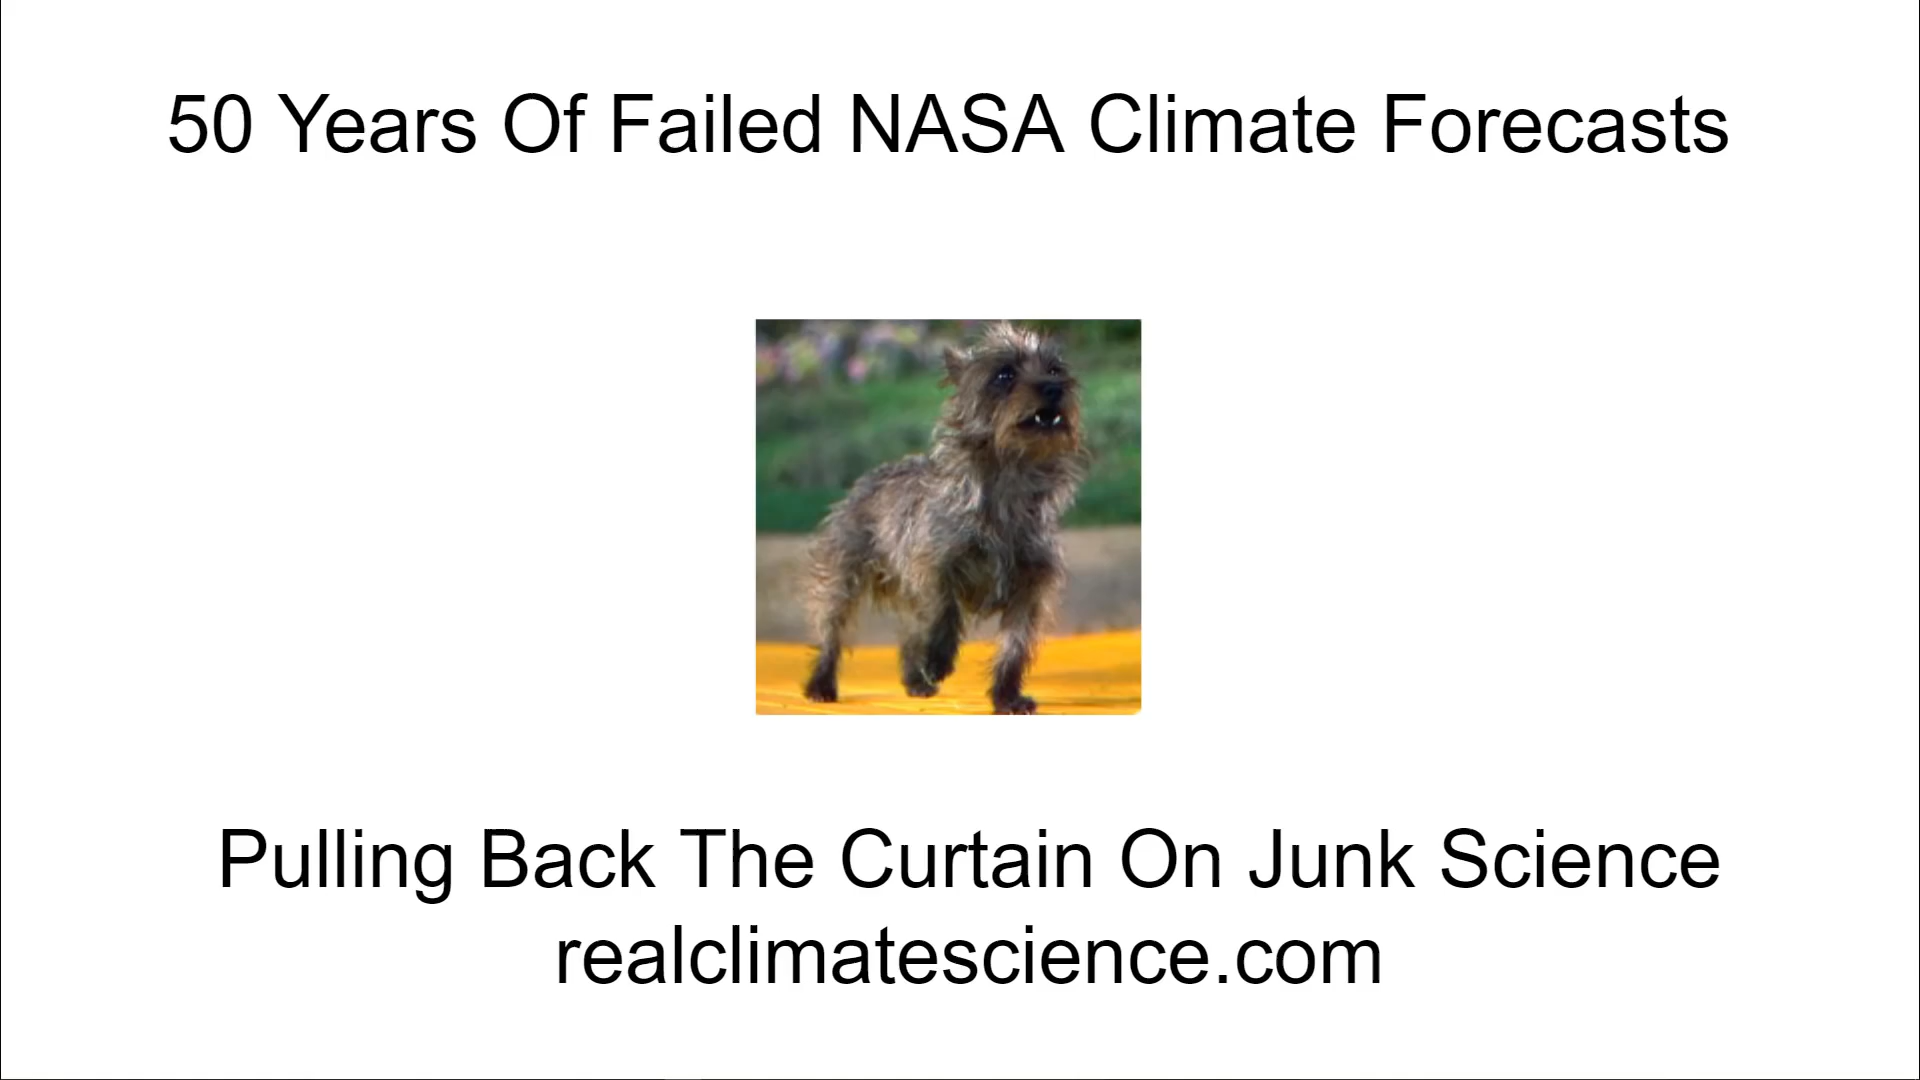 50 Years Of Failed NASA Climate Forecasts
Pulling Back The Curtain On Junk Science
realclimatescience.com